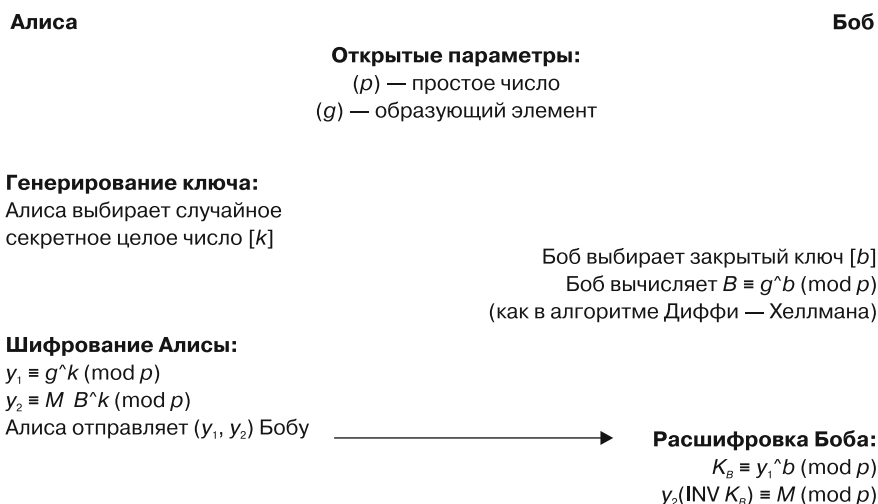 Алиса
Боб
Открытые параметры:
(p) — простое число
(g) — образующий элемент
Генерирование ключа:
Алиса выбирает случайное
секретное целое число [k]
Боб выбирает закрытый ключ [b]
Боб вычисляет B ≡ g^b (mod p)
(как в алгоритме Диффи — Хеллмана)
Шифрование Алисы:
y₁ ≡ g^k (mod p)
y₂ ≡ M B^k (mod p)
Алиса отправляет (y₁, y₂) Бобу
Расшифровка Боба:
K_B ≡ y₁^b (mod p)
y₂(INV K_B) ≡ M (mod p)